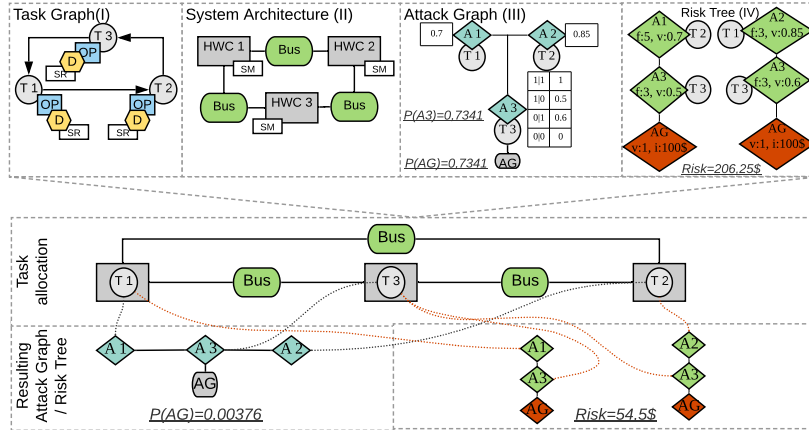 Task Graph(I)
T 3
OP
D
SR
T 1
T 2
OP
D
SR
OP
D
SR
System Architecture (II)
HWC 1
Bus
HWC 2
SM
SM
Bus
HWC 3
Bus
SM
Attack Graph (III)
0.7
A 1
A 2
0.85
T 1
T 2
1|1 1
1|0 0.5
0|1 0.6
0|0 0
A 3
P(A3)=0.7341
T 3
P(AG)=0.7341
AG
Risk Tree (IV)
A1
f:5, v:0.7
T 2
T 1
A2
f:3, v:0.85
A3
f:3, v:0.5
T 3
T 3
A3
f:3, v:0.6
AG
v:1, i:100$
AG
v:1, i:100$
Risk=206,25$
Task
allocation
Bus
T 1
Bus
T 3
Bus
T 2
Resulting
Attack Graph
/ Risk Tree
A 1
A 3
A 2
AG
P(AG)=0.00376
A1
A3
AG
A2
A3
AG
Risk=54,5$